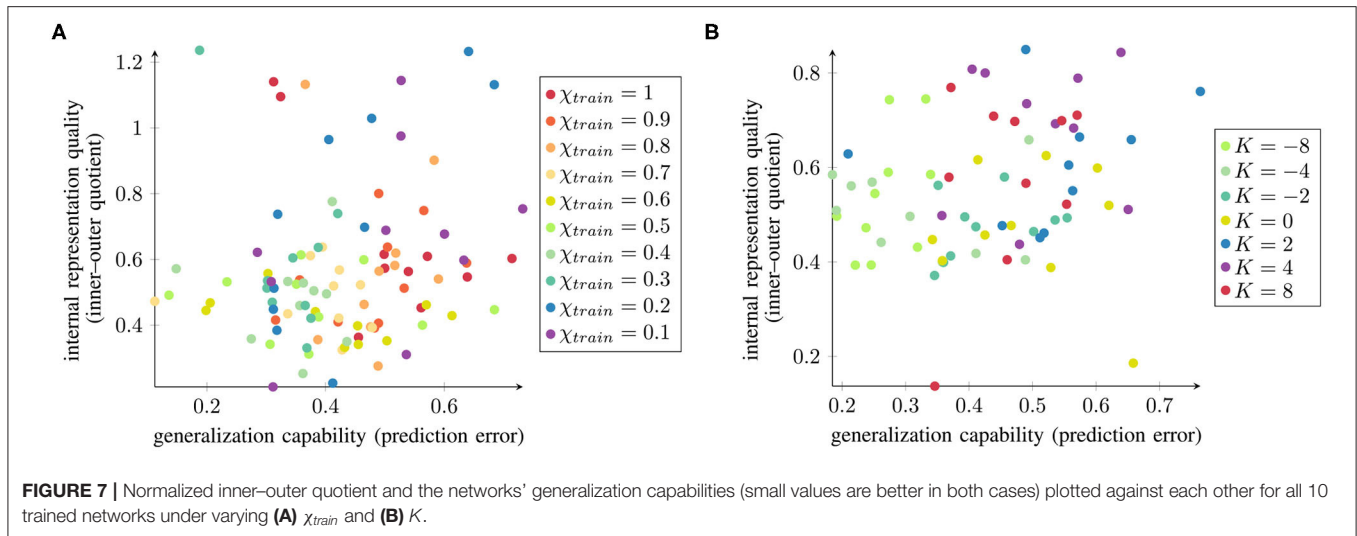 A
internal representation quality
(inner–outer quotient)
1.2
1
0.8
0.6
0.4
0.2 0.4 0.6
generalization capability (prediction error)
χtrain = 1
χtrain = 0.9
χtrain = 0.8
χtrain = 0.7
χtrain = 0.6
χtrain = 0.5
χtrain = 0.4
χtrain = 0.3
χtrain = 0.2
χtrain = 0.1
B
internal representation quality
(inner–outer quotient)
0.8
0.6
0.4
0.2
0.2 0.3 0.4 0.5 0.6 0.7
generalization capability (prediction error)
K = −8
K = −4
K = −2
K = 0
K = 2
K = 4
K = 8
FIGURE 7 | Normalized inner–outer quotient and the networks' generalization capabilities (small values are better in both cases) plotted against each other for all 10
trained networks under varying (A) χtrain and (B) K.